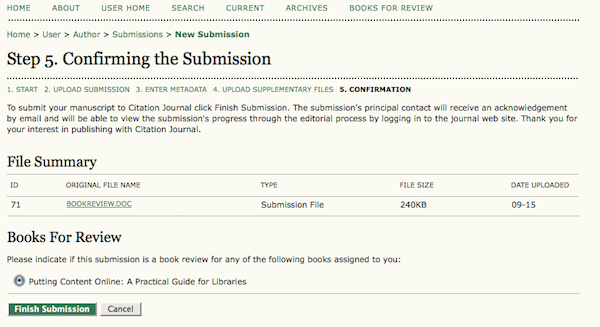 HOME ABOUT USER HOME SEARCH CURRENT ARCHIVES BOOKS FOR REVIEW
Home > User > Author > Submissions > New Submission
Step 5. Confirming the Submission
1. START 2. UPLOAD SUBMISSION 3. ENTER METADATA 4. UPLOAD SUPPLEMENTARY FILES 5. CONFIRMATION
To submit your manuscript to Citation Journal click Finish Submission. The submission's principal contact will receive an acknowledgement
by email and will be able to view the submission's progress through the editorial process by logging in to the journal web site. Thank you for
your interest in publishing with Citation Journal.
File Summary
ID ORIGINAL FILE NAME TYPE FILE SIZE DATE UPLOADED
71 BOOKREVIEW.DOC Submission File 240KB 09-15
Books For Review
Please indicate if this submission is a book review for any of the following books assigned to you:
Putting Content Online: A Practical Guide for Libraries
Finish Submission Cancel